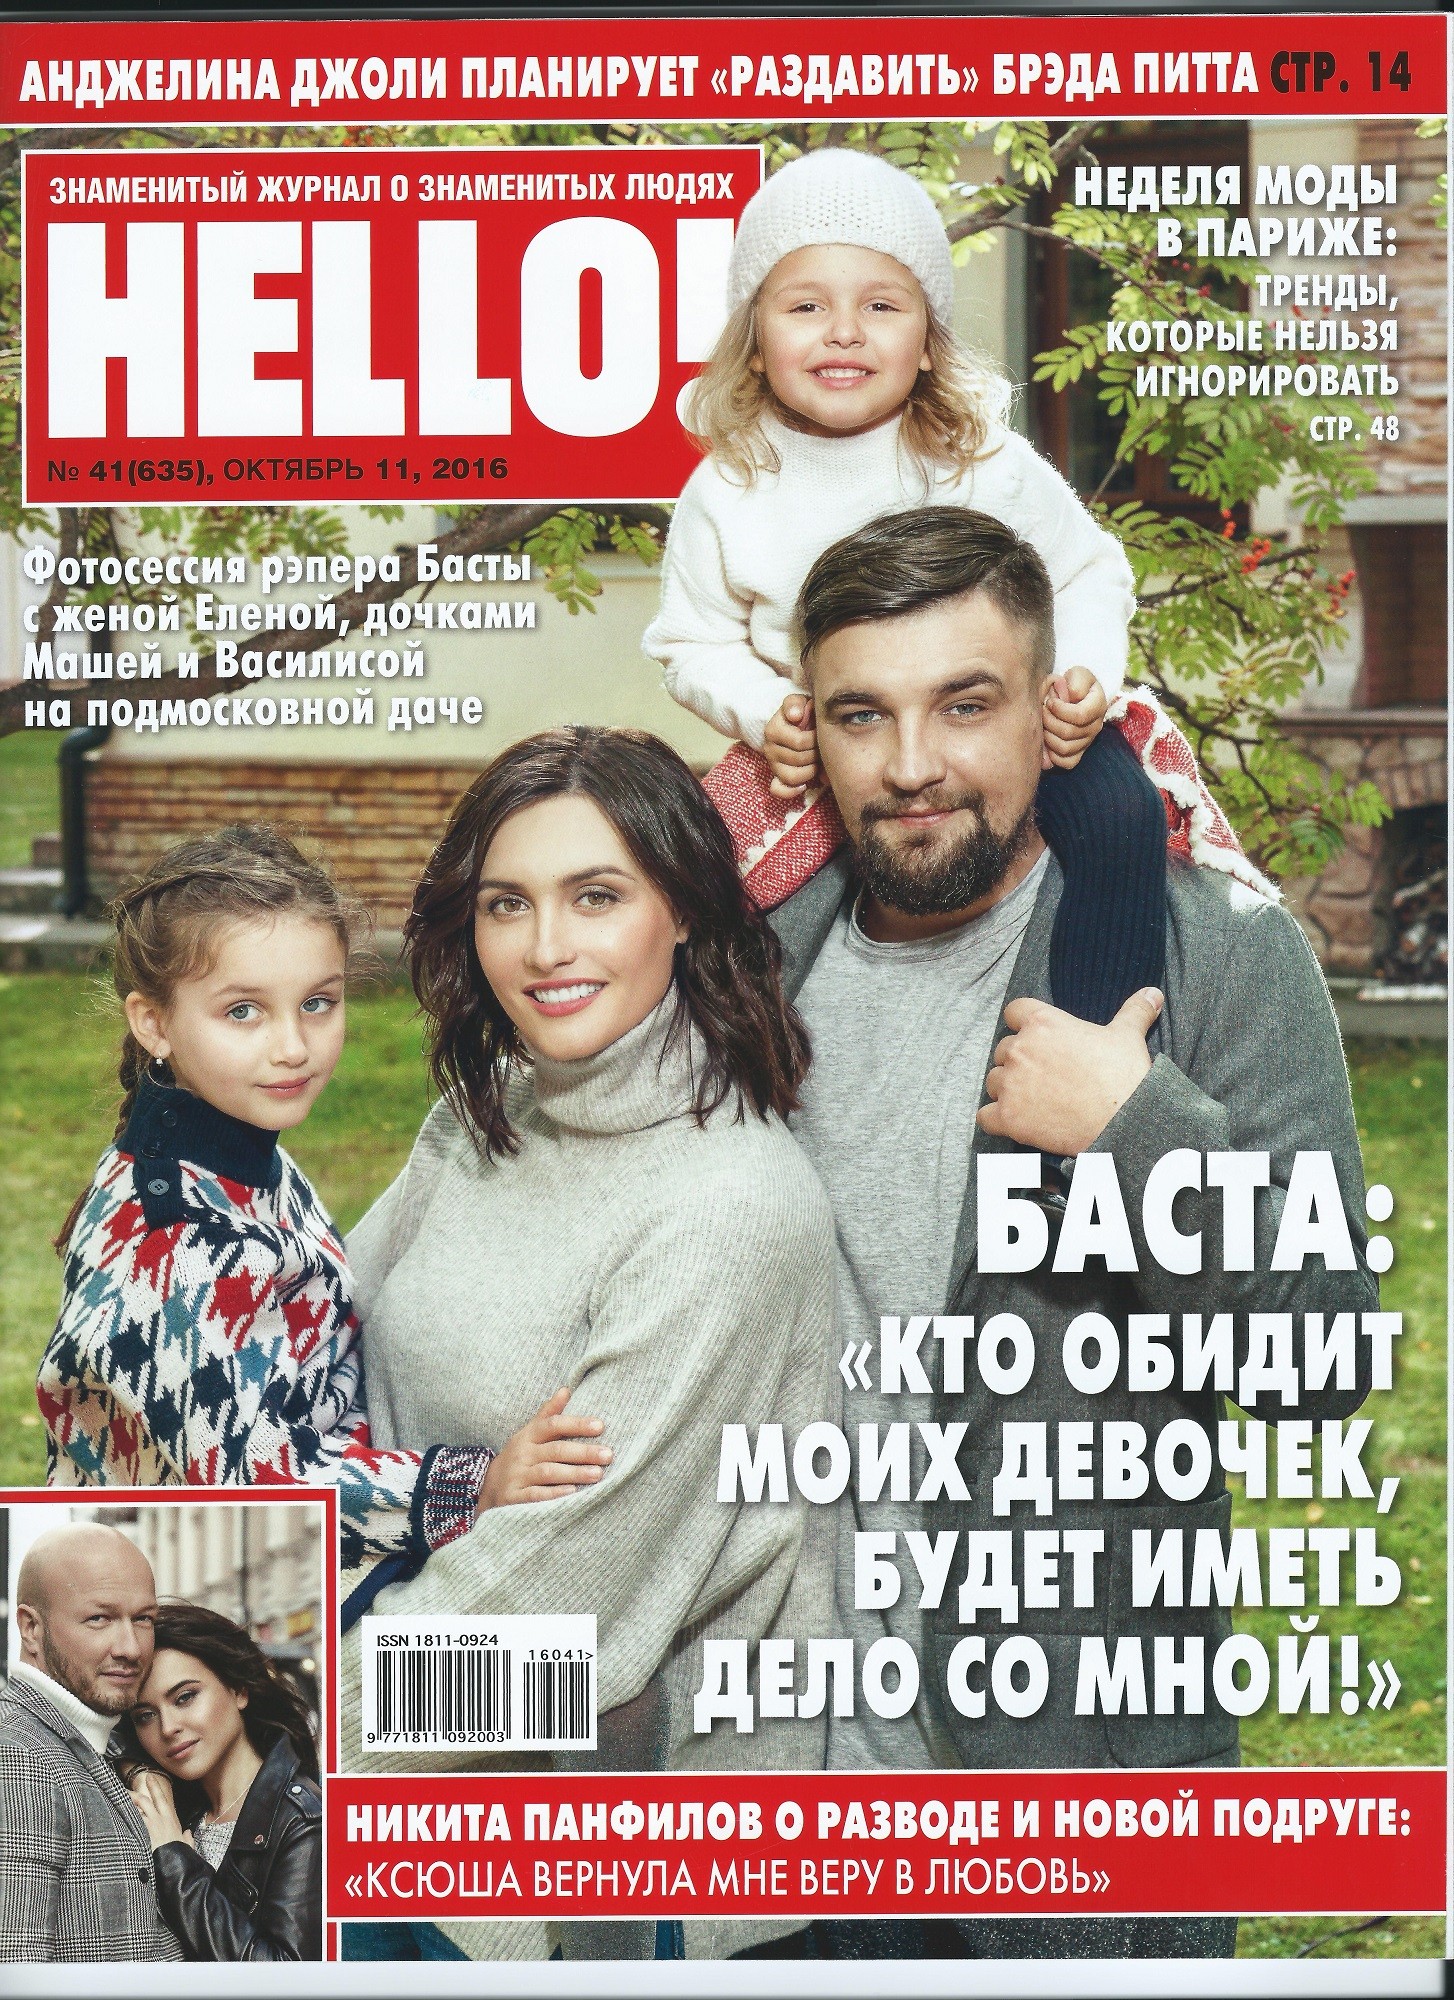 АНДЖЕЛИНА ДЖОЛИ ПЛАНИРУЕТ «РАЗДАВИТЬ» БРЭДА ПИТТА СТР. 14
ЗНАМЕНИТЫЙ ЖУРНАЛ О ЗНАМЕНИТЫХ ЛЮДЯХ
HELLO!
№ 41(635), ОКТЯБРЬ 11, 2016
НЕДЕЛЯ МОДЫ
В ПАРИЖЕ:
ТРЕНДЫ,
КОТОРЫЕ НЕЛЬЗЯ
ИГНОРИРОВАТЬ
СТР. 48
Фотосессия рэпера Басты
с женой Еленой, дочками
Машей и Василисой
на подмосковной даче
БАСТА:
«КТО ОБИДИТ
МОИХ ДЕВОЧЕК,
БУДЕТ ИМЕТЬ
ДЕЛО СО МНОЙ!»
ISSN 1811-0924
16041>
9 771811 092003
НИКИТА ПАНФИЛОВ О РАЗВОДЕ И НОВОЙ ПОДРУГЕ:
«КСЮША ВЕРНУЛА МНЕ ВЕРУ В ЛЮБОВЬ»